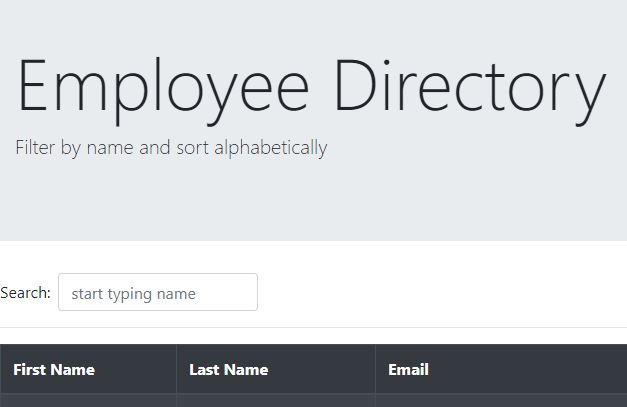 Employee Directory
Filter by name and sort alphabetically
Search: start typing name
First Name Last Name Email